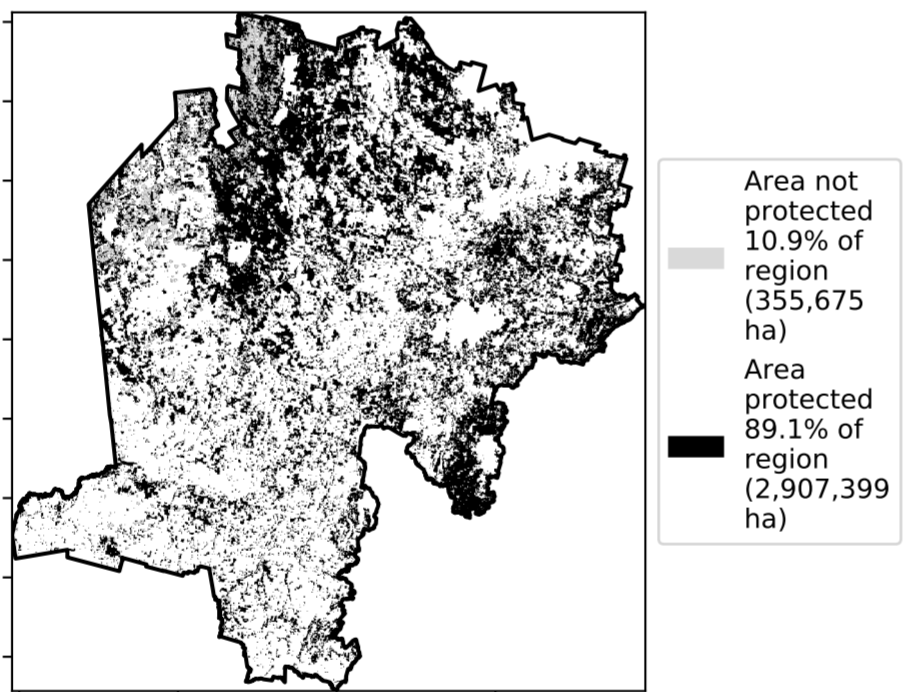 Area not
protected
10.9% of
region
(355,675
ha)
Area
protected
89.1% of
region
(2,907,399
ha)